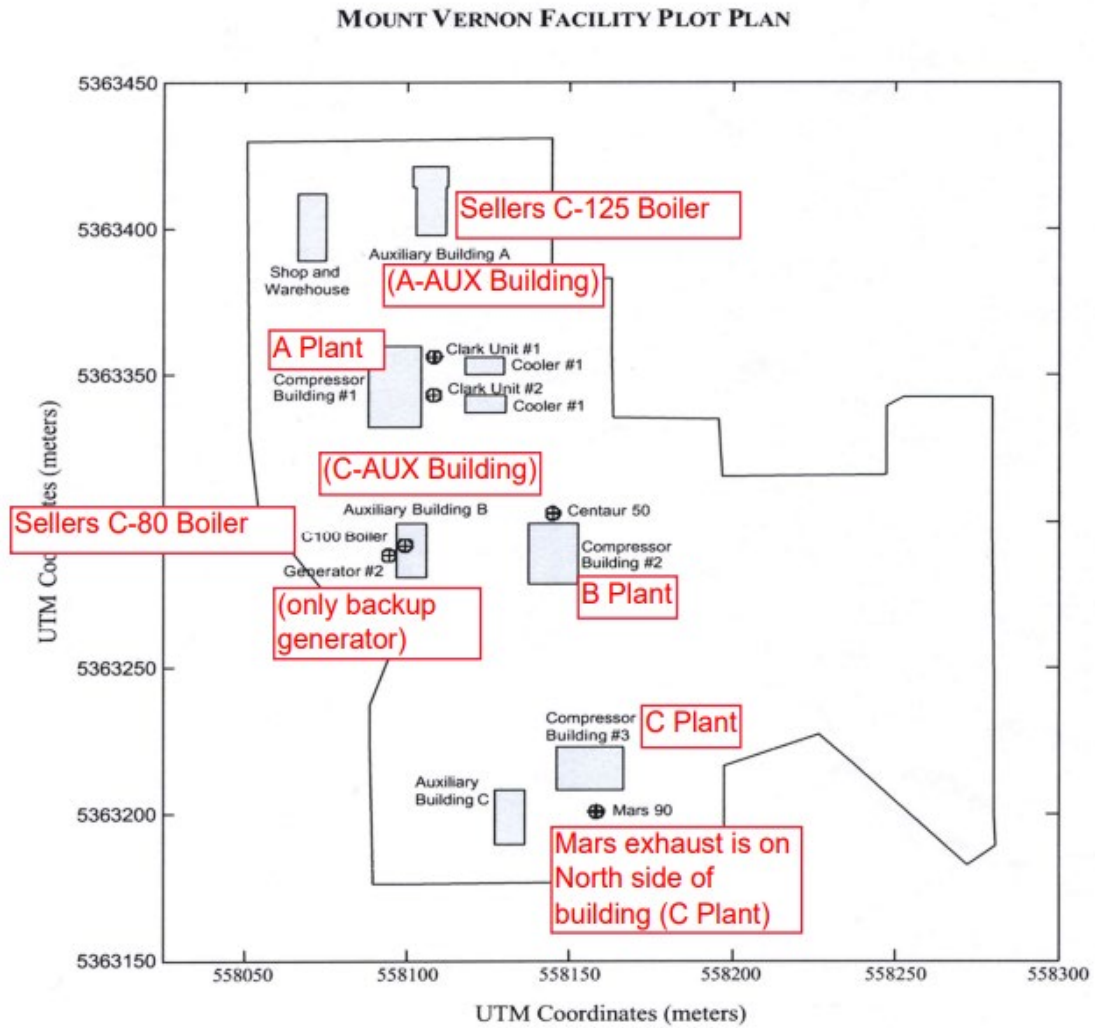 MOUNT VERNON FACILITY PLOT PLAN
5363450
5363400
5363350
5363250
5363200
5363150
Sellers C-125 Boiler
Auxiliary Building A
(A-AUX Building)
Shop and
Warehouse
A Plant
Clark Unit #1
Cooler #1
Compressor
Building #1
Clark Unit #2
Cooler #1
(C-AUX Building)
Auxiliary Building B
Centaur 50
Sellers C-80 Boiler
C100 Boiler
Generator #2
Compressor
Building #2
B Plant
(only backup
generator)
C Plant
Compressor
Building #3
Auxiliary
Building C
Mars 90
Mars exhaust is on
North side of
building (C Plant)
558050
558100
558150
558200
558250
558300
UTM Coordinates (meters)